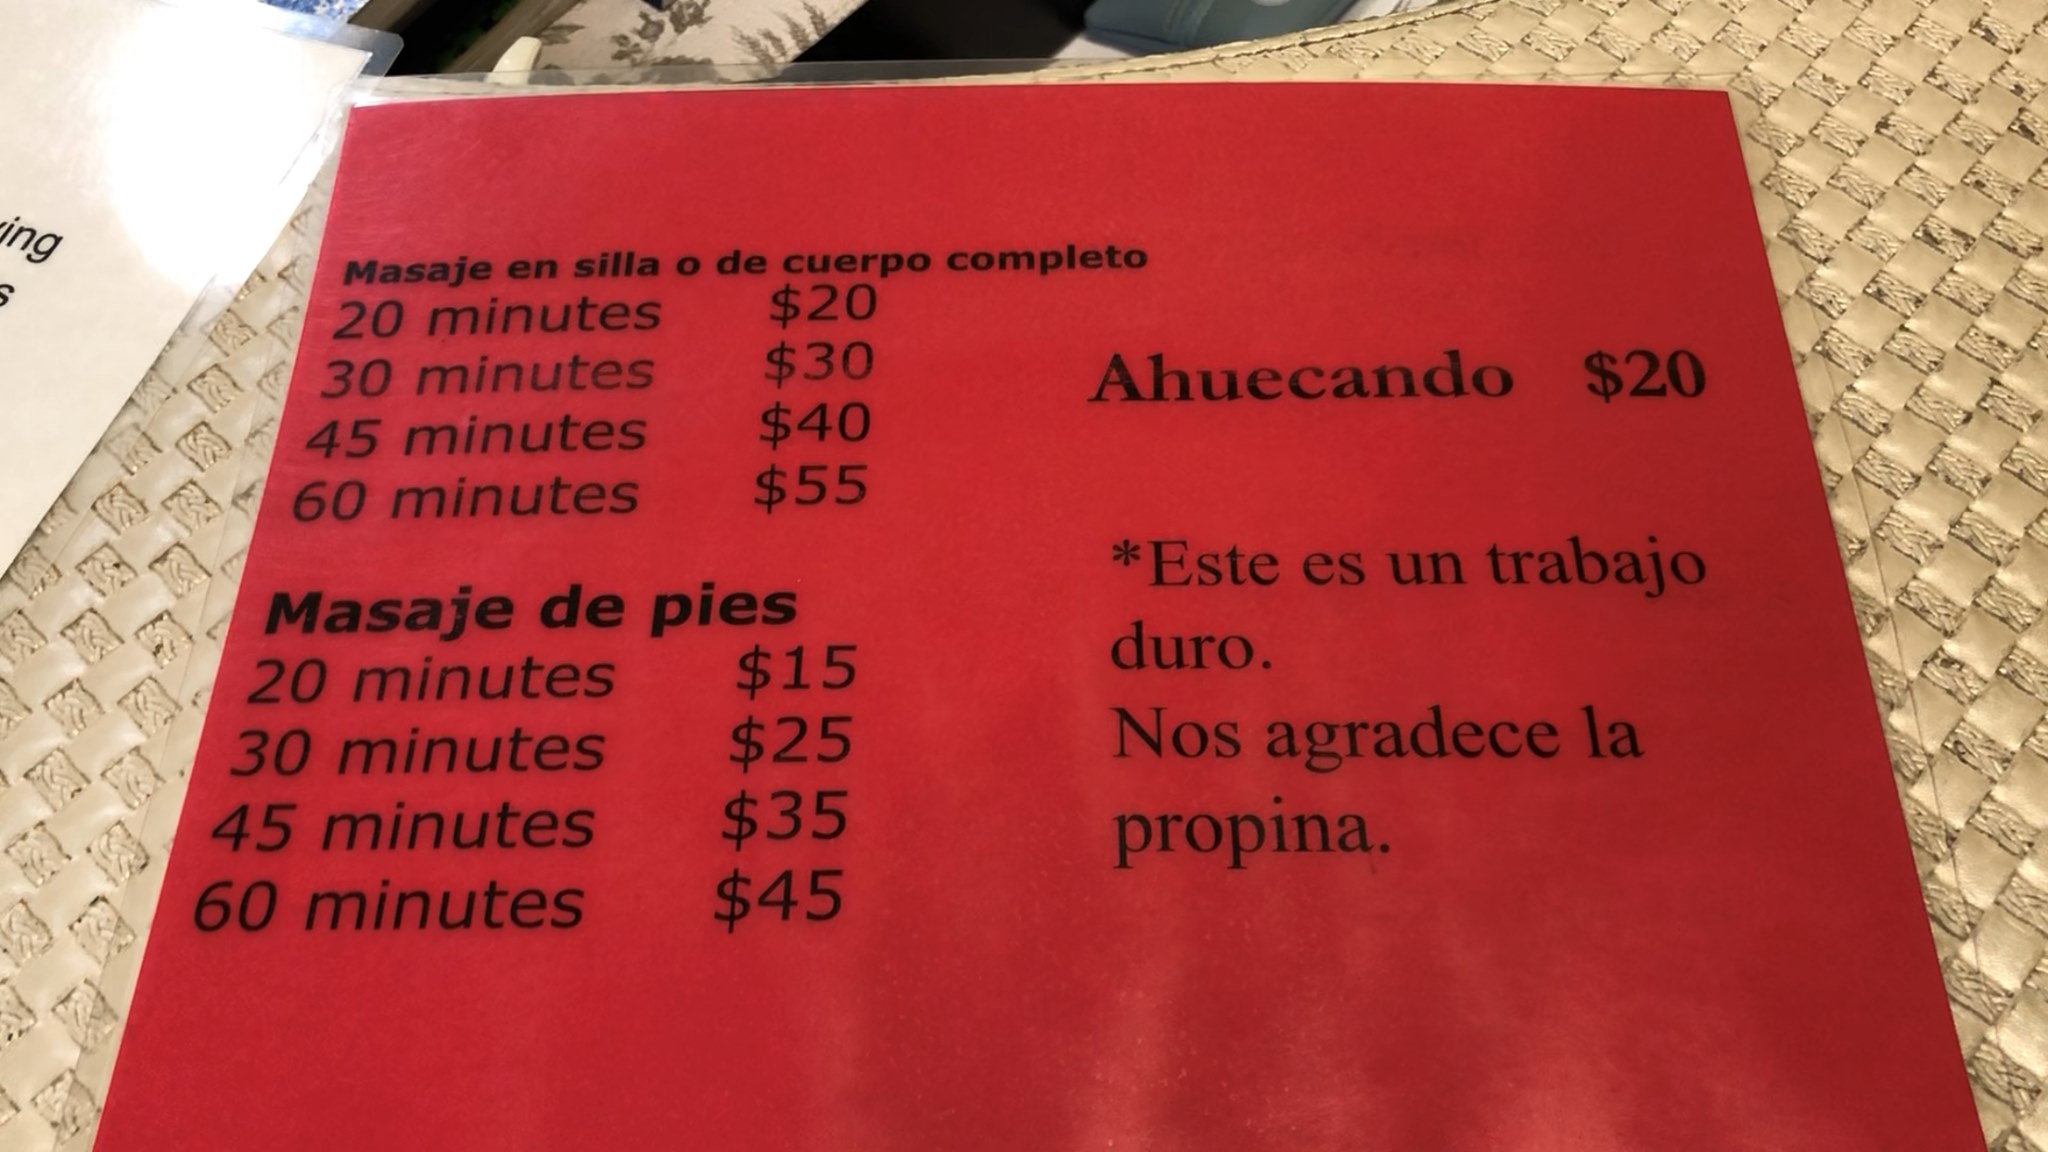 ing
s
Masaje en silla o de cuerpo completo
20 minutes $20
30 minutes $30
45 minutes $40
60 minutes $55
Masaje de pies
20 minutes $15
30 minutes $25
45 minutes $35
60 minutes $45
Ahuecando $20
*Este es un trabajo
duro.
Nos agradece la
propina.